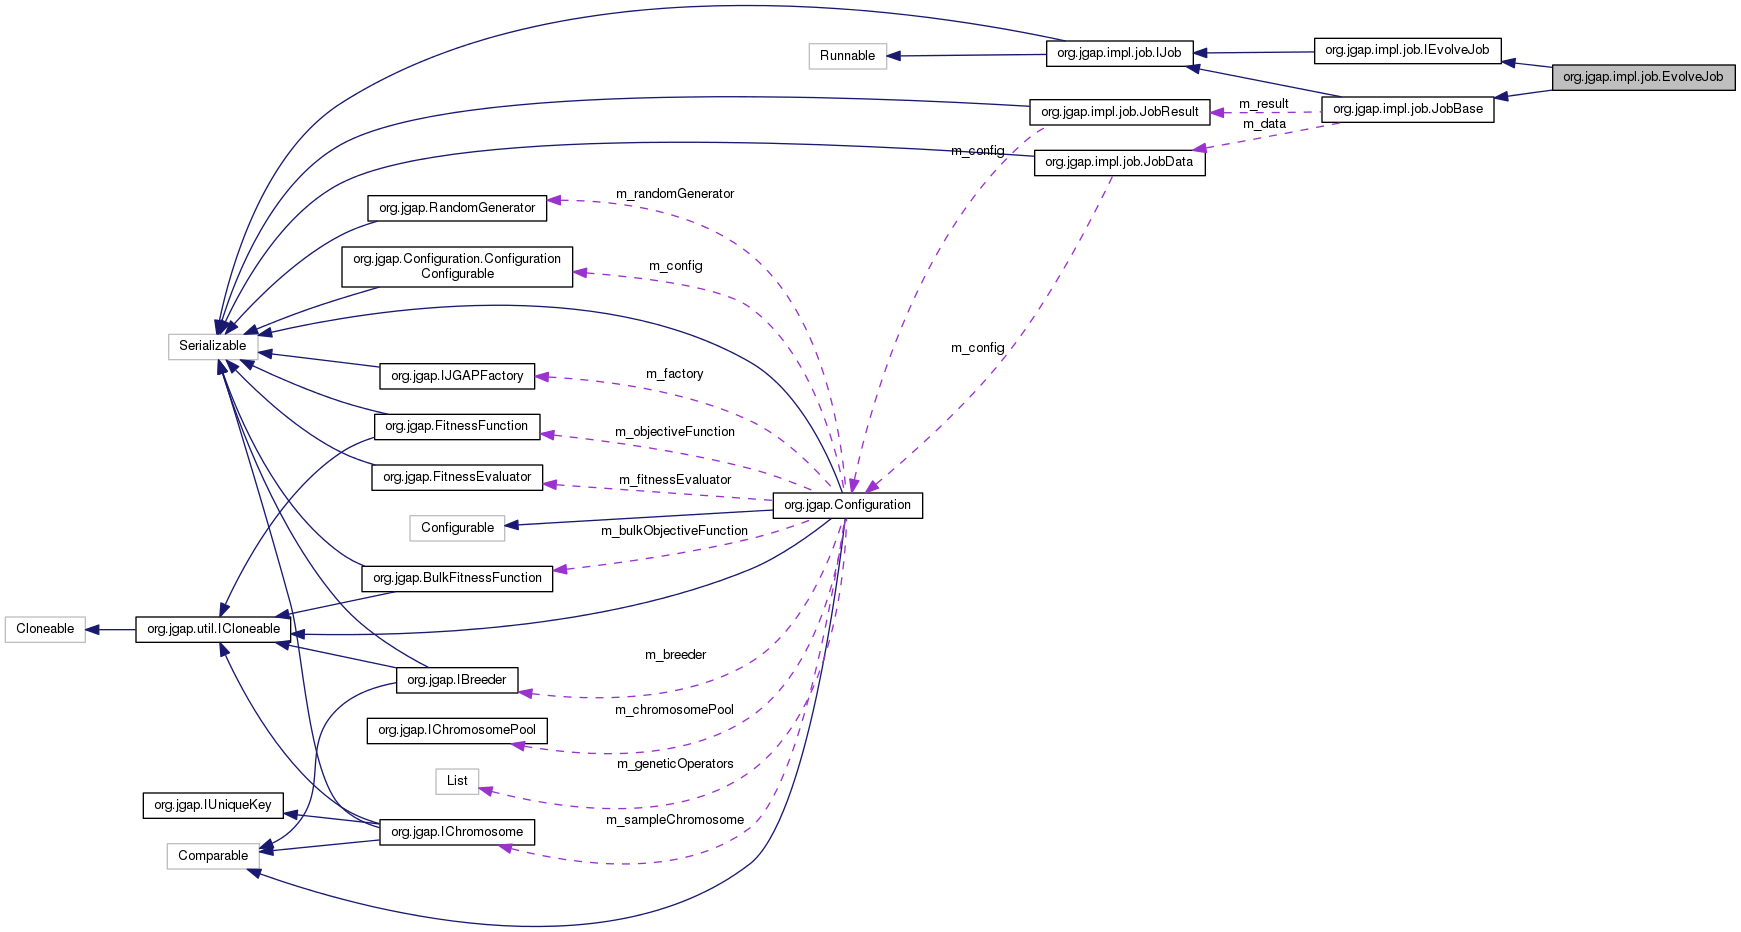 org.jgap.impl.job.IJob
org.jgap.impl.job.IEvolveJob
Runnable
org.jgap.impl.job.EvolveJob
org.jgap.impl.job.JobResult
m_result
org.jgap.impl.job.JobBase
m_data
m_config
org.jgap.impl.job.JobData
m_randomGenerator
org.jgap.RandomGenerator
org.jgap.Configuration.Configuration
Configurable
m_config
Serializable
m_config
org.jgap.IJGAPFactory
m_factory
org.jgap.FitnessFunction
m_objectiveFunction
org.jgap.FitnessEvaluator
m_fitnessEvaluator
org.jgap.Configuration
Configurable
m_bulkObjectiveFunction
org.jgap.BulkFitnessFunction
Cloneable
org.jgap.util.ICloneable
m_breeder
org.jgap.IBreeder
m_chromosomePool
org.jgap.IChromosomePool
m_geneticOperators
List
org.jgap.IUniqueKey
m_sampleChromosome
org.jgap.IChromosome
Comparable